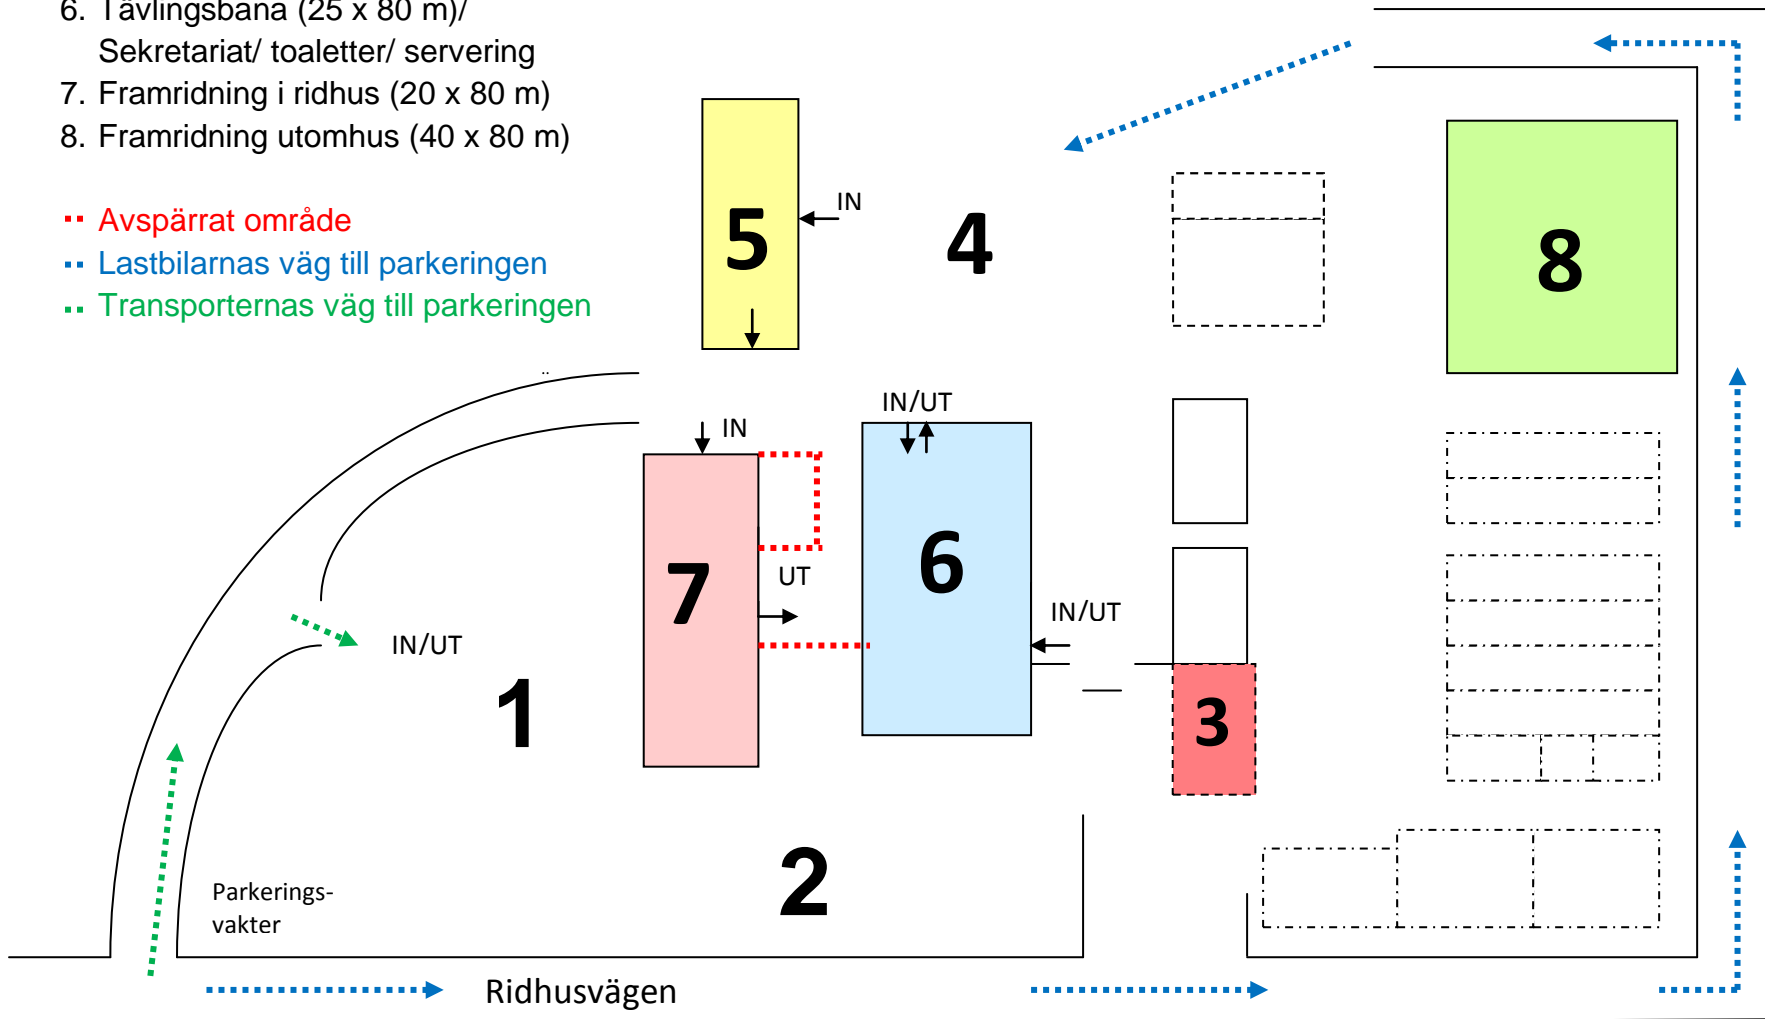 6. Tävlingsbana (25 x 80 m)/
Sekretariat/ toaletter/ servering
7. Framridning i ridhus (20 x 80 m)
8. Framridning utomhus (40 x 80 m)
Avspärrat område
Lastbilarnas väg till parkeringen
Transporternas väg till parkeringen
5
IN
4
8
IN/UT
IN
6
7
UT
IN/UT
IN/UT
1
3
2
Parkerings-
vakter
Ridhusvägen